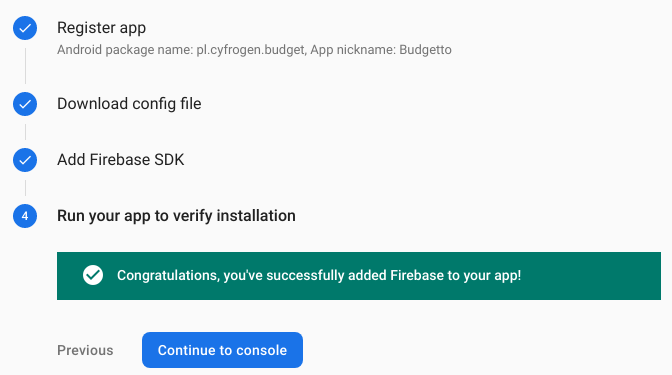 Register app
Android package name: pl.cyfrogen.budget, App nickname: Budgetto
Download config file
Add Firebase SDK
4 Run your app to verify installation
Congratulations, you've successfully added Firebase to your app!
Previous Continue to console